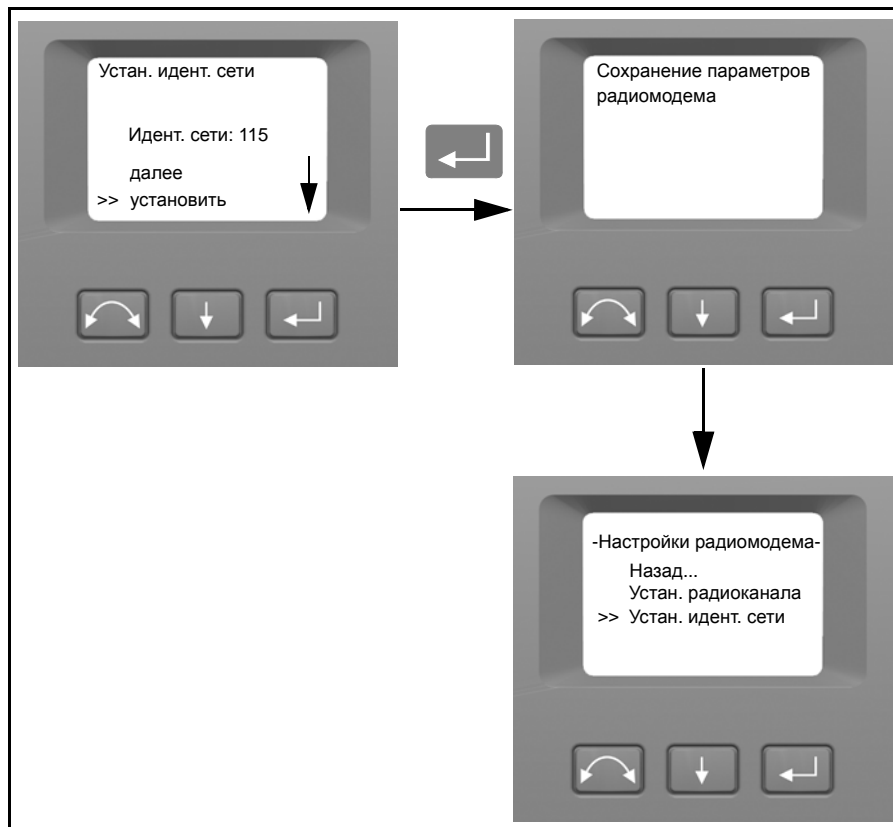 Устан. идент. сети
Идент. сети: 115
далее
>> установить
Сохранение параметров
радиомодема
-Настройки радиомодема-
Назад...
Устан. радиоканала
>> Устан. идент. сети